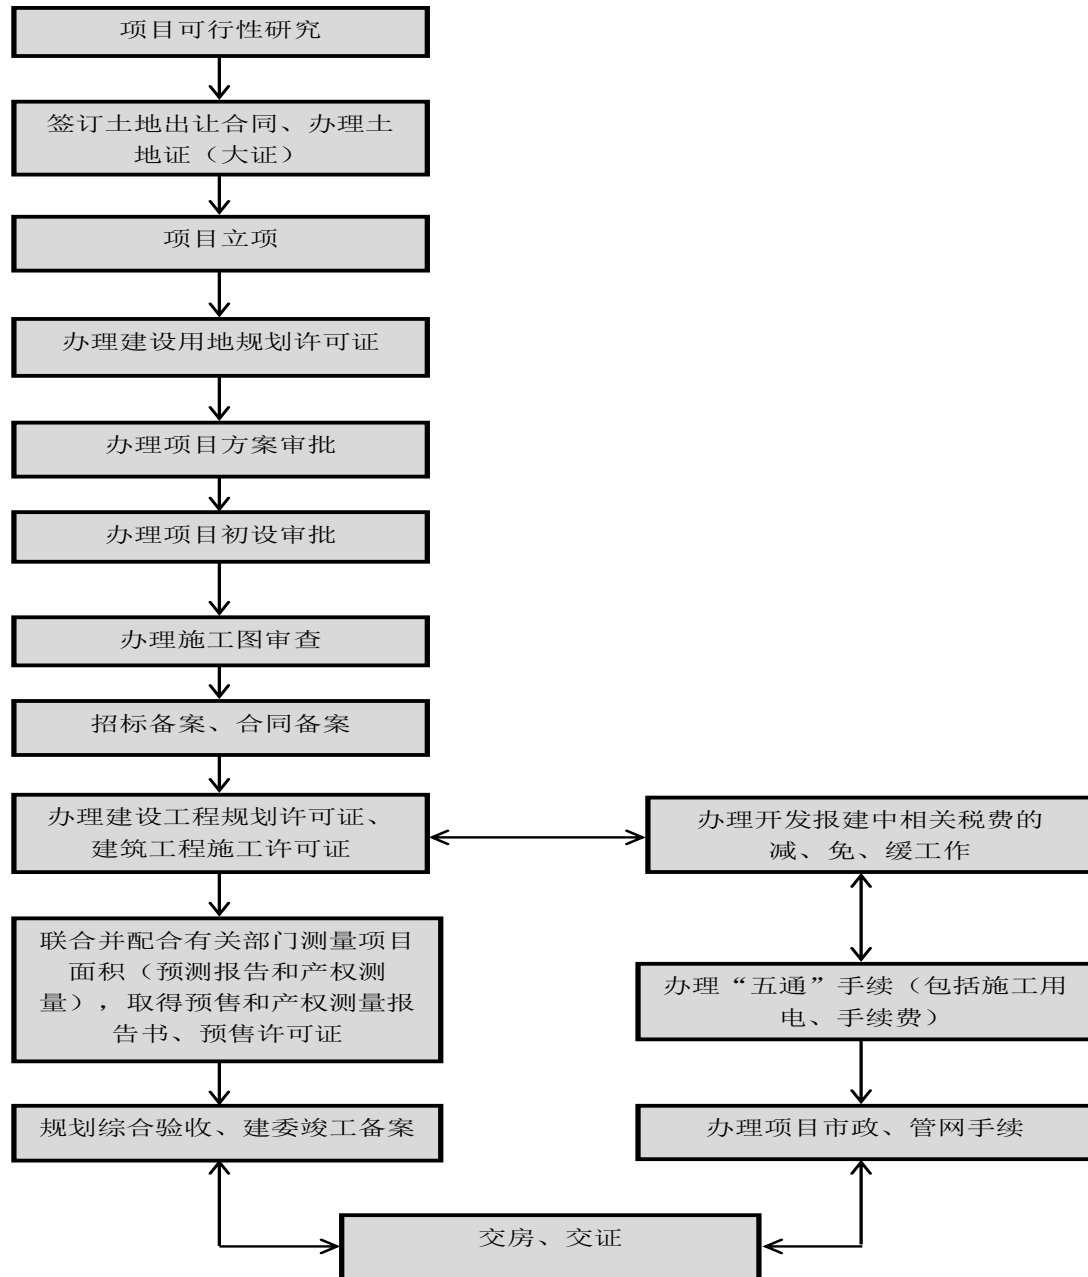 项目可行性研究
签订土地出让合同、办理土
地证（大证）
项目立项
办理建设用地规划许可证
办理项目方案审批
办理项目初设审批
办理施工图审查
招标备案、合同备案
办理建设工程规划许可证、
建筑工程施工许可证
办理开发报建中相关税费的
减、免、缓工作
联合并配合有关部门测量项目
面积（预测报告和产权测
量），取得预售和产权测量报
告书、预售许可证
办理“五通”手续（包括施工用
电、手续费）
规划综合验收、建委竣工备案
办理项目市政、管网手续
交房、交证